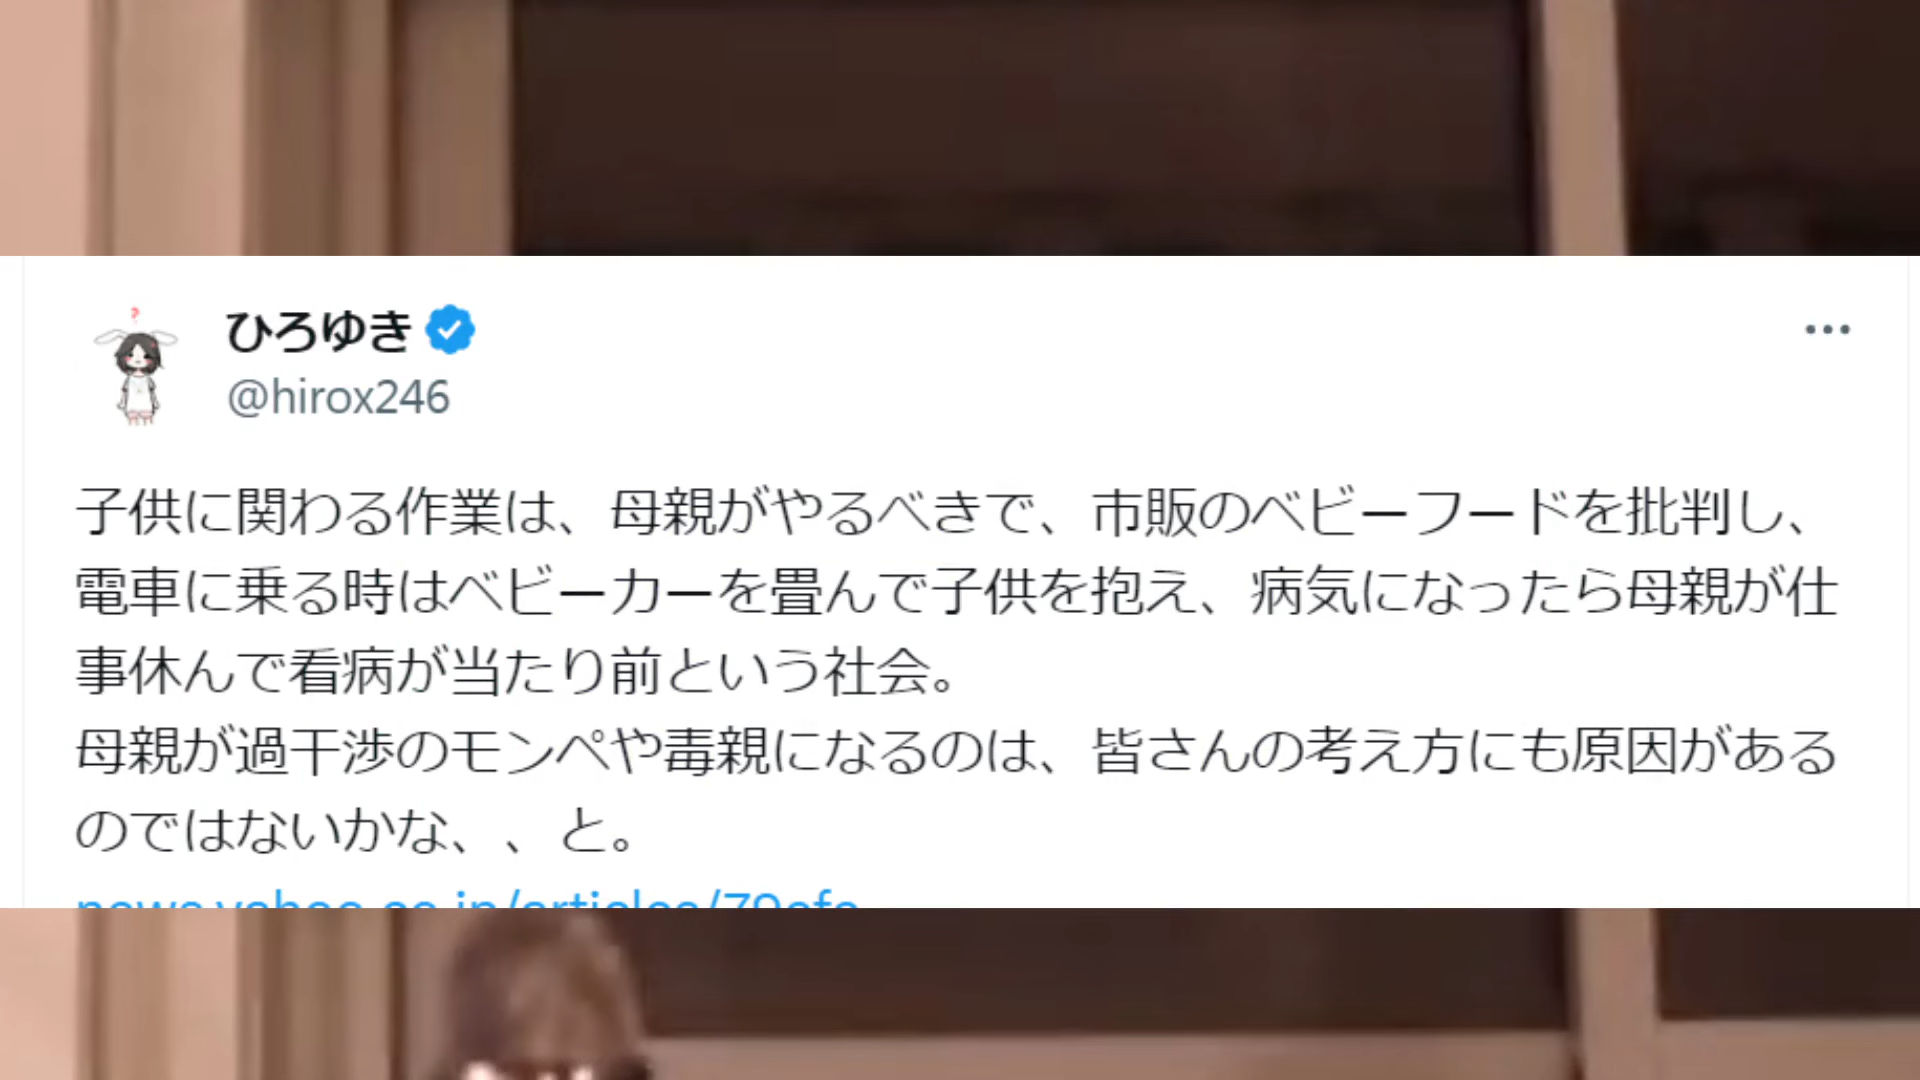 ひろゆき
@hirox246
子供に関わる作業は、母親がやるべきで、市販のベビーフードを批判し、
電車に乗る時はベビーカーを畳んで子供を抱え、病気になったら母親が仕
事休んで看病が当たり前という社会。
母親が過干渉のモンペや毒親になるのは、皆さんの考え方にも原因がある
のではないかな、、と。
news.yahoo.co.jp/articles/79efe